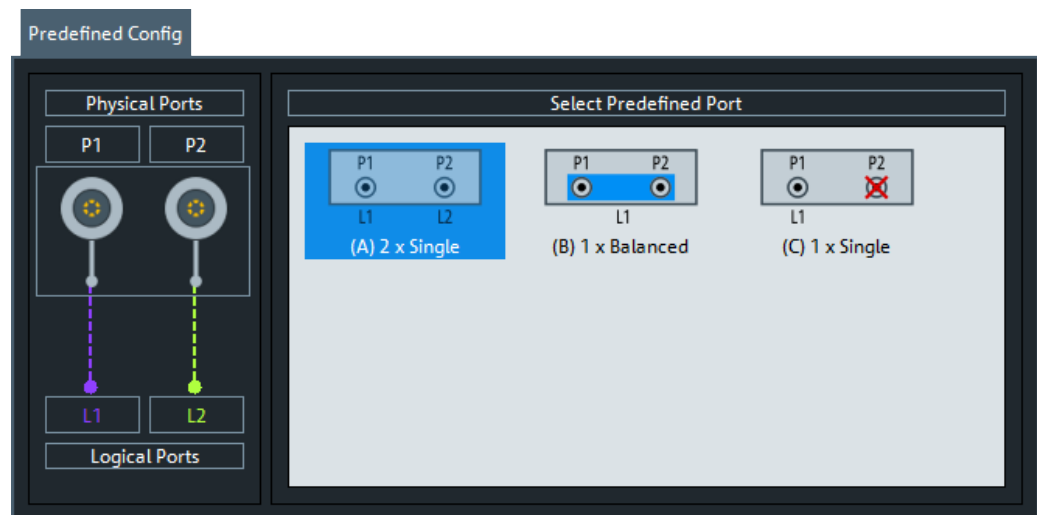 Predefined Config
Physical Ports
P1 P2
L1 L2
Logical Ports
Select Predefined Port
P1 P2
L1 L2
(A) 2 x Single
P1 P2
L1
(B) 1 x Balanced
P1 P2
L1
(C) 1 x Single